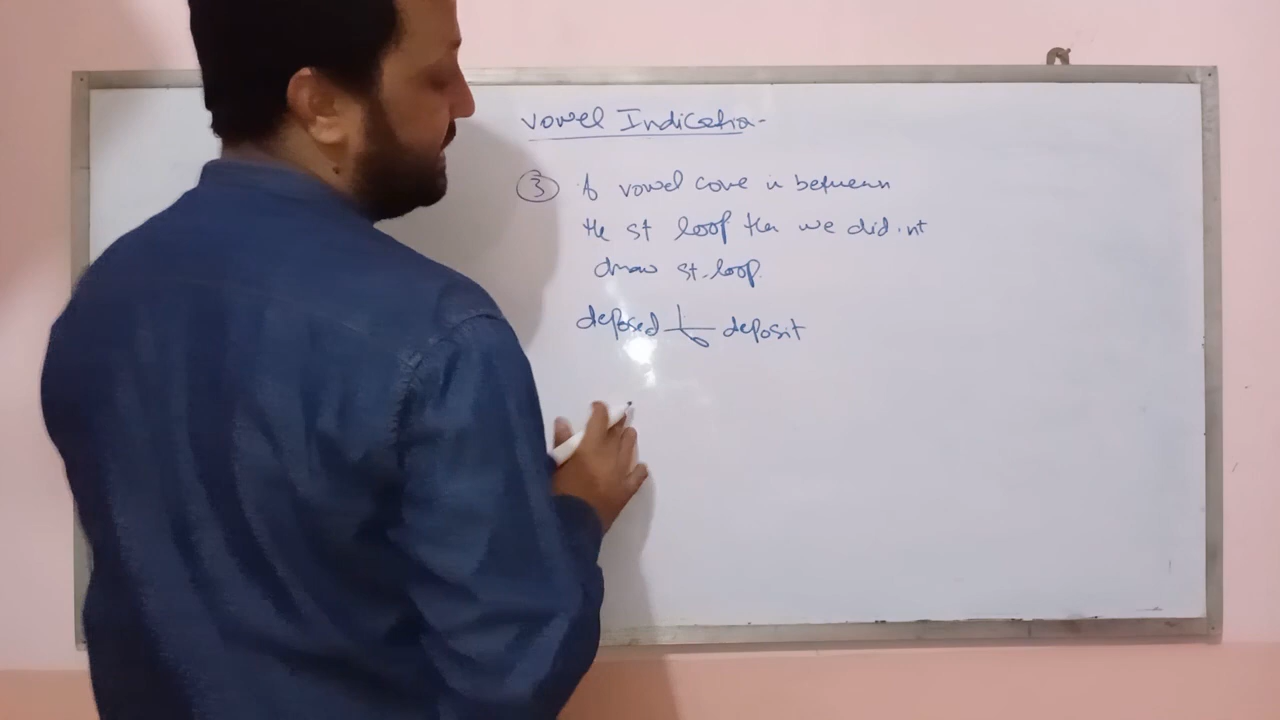 Vowel Indication
③ If vowel come in between
the st loop then we did.nt
draw st-loop.
deposed deposit